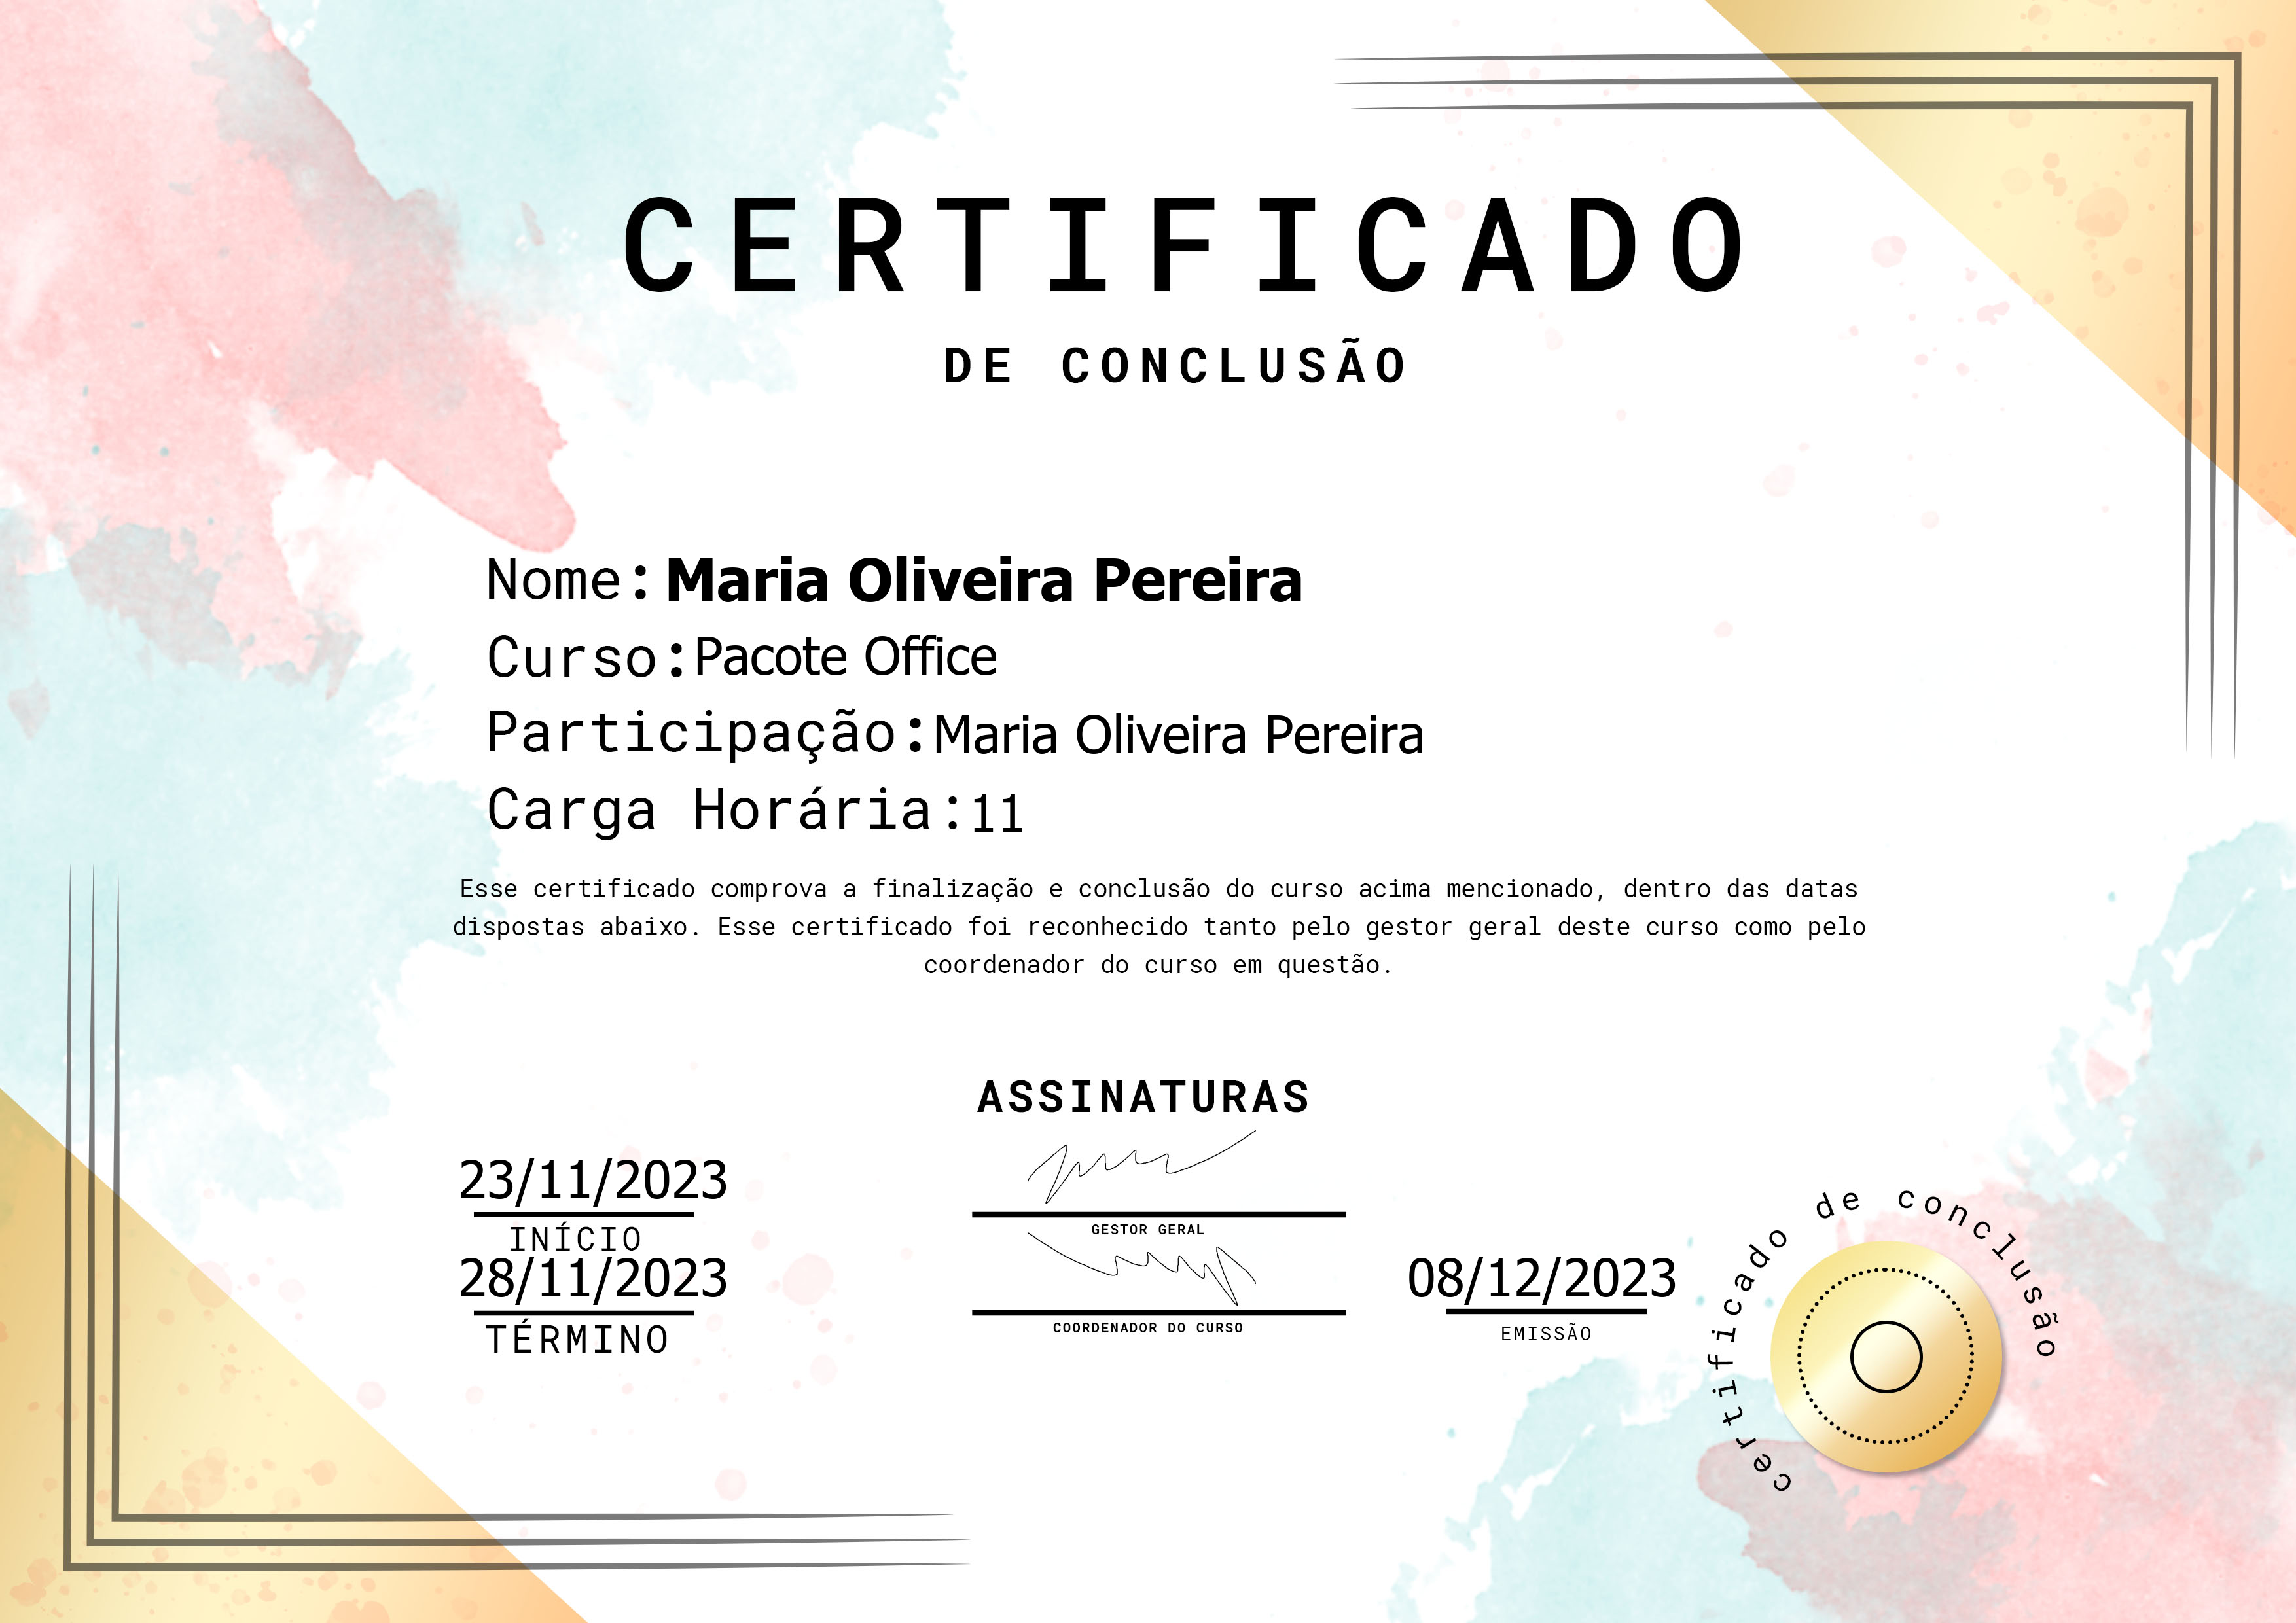 CERTIFICADO
DE CONCLUSÃO
Nome: Maria Oliveira Pereira
Curso: Pacote Office
Participação: Maria Oliveira Pereira
Carga Horária: 11
Esse certificado comprova a finalização e conclusão do curso acima mencionado, dentro das datas
dispostas abaixo. Esse certificado foi reconhecido tanto pelo gestor geral deste curso como pelo
coordenador do curso em questão.
ASSINATURAS
23/11/2023
INÍCIO
GESTOR GERAL
28/11/2023
TÉRMINO
COORDENADOR DO CURSO
08/12/2023
EMISSÃO
certificado de conclusão